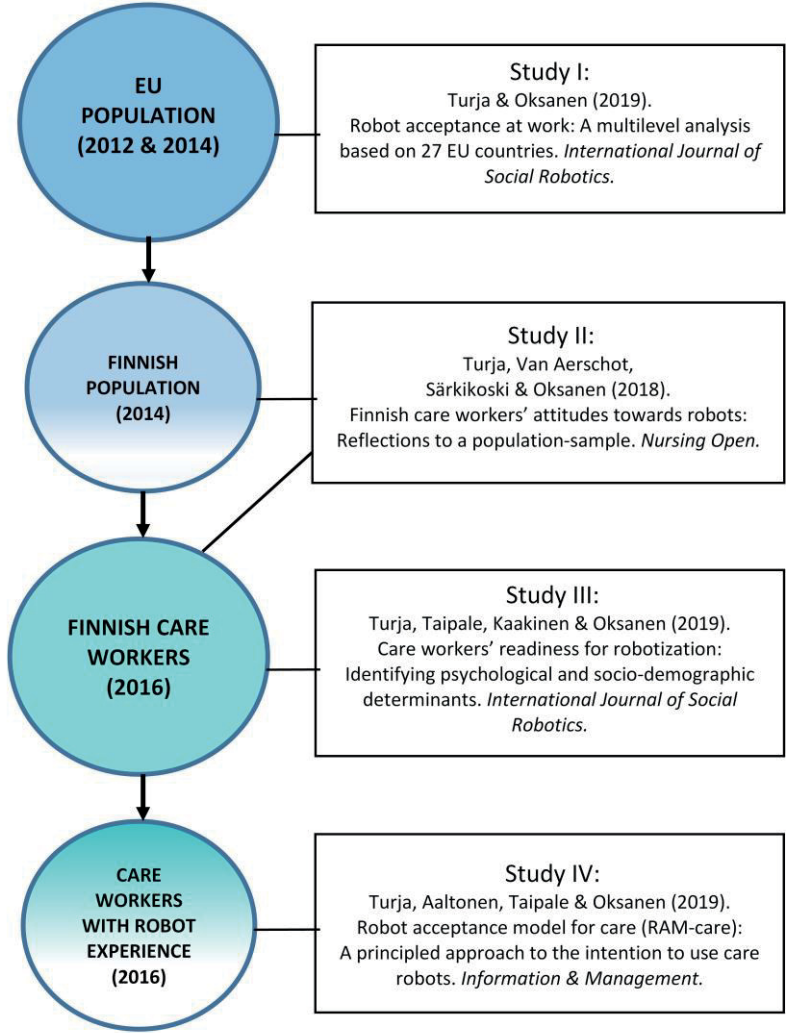 EU
POPULATION
(2012 & 2014)
Study I:
Turja & Oksanen (2019).
Robot acceptance at work: A multilevel analysis
based on 27 EU countries. International Journal of
Social Robotics.
FINNISH
POPULATION
(2014)
Study II:
Turja, Van Aerschot,
Särkikoski & Oksanen (2018).
Finnish care workers’ attitudes towards robots:
Reflections to a population-sample. Nursing Open.
FINNISH CARE
WORKERS
(2016)
Study III:
Turja, Taipale, Kaakinen & Oksanen (2019).
Care workers’ readiness for robotization:
Identifying psychological and socio-demographic
determinants. International Journal of Social
Robotics.
CARE
WORKERS
WITH ROBOT
EXPERIENCE
(2016)
Study IV:
Turja, Aaltonen, Taipale & Oksanen (2019).
Robot acceptance model for care (RAM-care):
A principled approach to the intention to use care
robots. Information & Management.